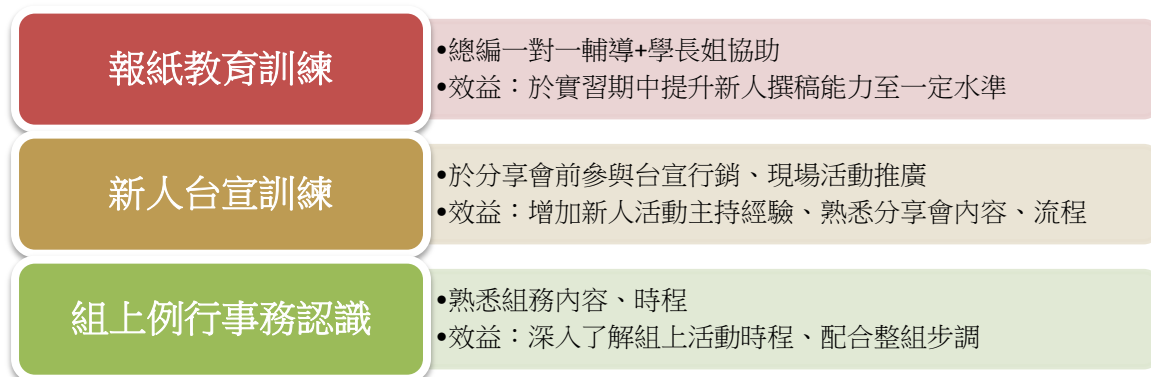 報紙教育訓練
•總編一對一輔導+學長姐協助
•效益：於實習期中提升新人撰稿能力至一定水準
新人台宣訓練
•於分享會前參與台宣行銷、現場活動推廣
•效益：增加新人活動主持經驗、熟悉分享會內容、流程
組上例行事務認識
•熟悉組務內容、時程
•效益：深入了解組上活動時程、配合整組步調